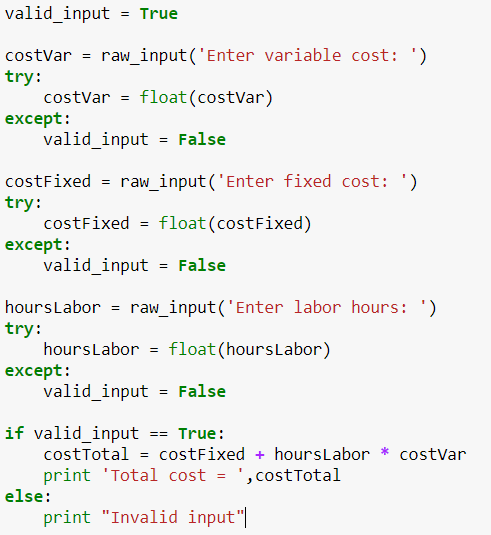 valid_input = True

costVar = raw_input('Enter variable cost: ')
try:
    costVar = float(costVar)
except:
    valid_input = False

costFixed = raw_input('Enter fixed cost: ')
try:
    costFixed = float(costFixed)
except:
    valid_input = False

hoursLabor = raw_input('Enter labor hours: ')
try:
    hoursLabor = float(hoursLabor)
except:
    valid_input = False

if valid_input == True:
    costTotal = costFixed + hoursLabor * costVar
    print 'Total cost = ',costTotal
else:
    print "Invalid input"